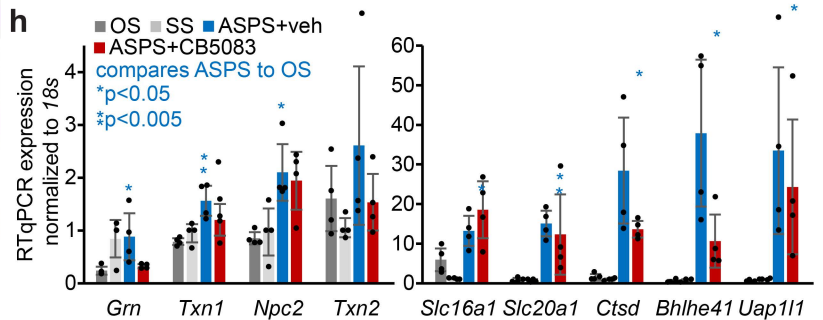 h
OS SS ASPS+veh
ASPS+CB5083
compares ASPS to OS
*p<0.05
**p<0.005
RTqPCR expression
normalized to 18s
4
3
2
1
0
* ** *
Grn Txn1 Npc2 Txn2
60
50
40
30
20
10
0
* ** * * *
Slc16a1 Slc20a1 Ctsd Bhlhe41 Uap1l1